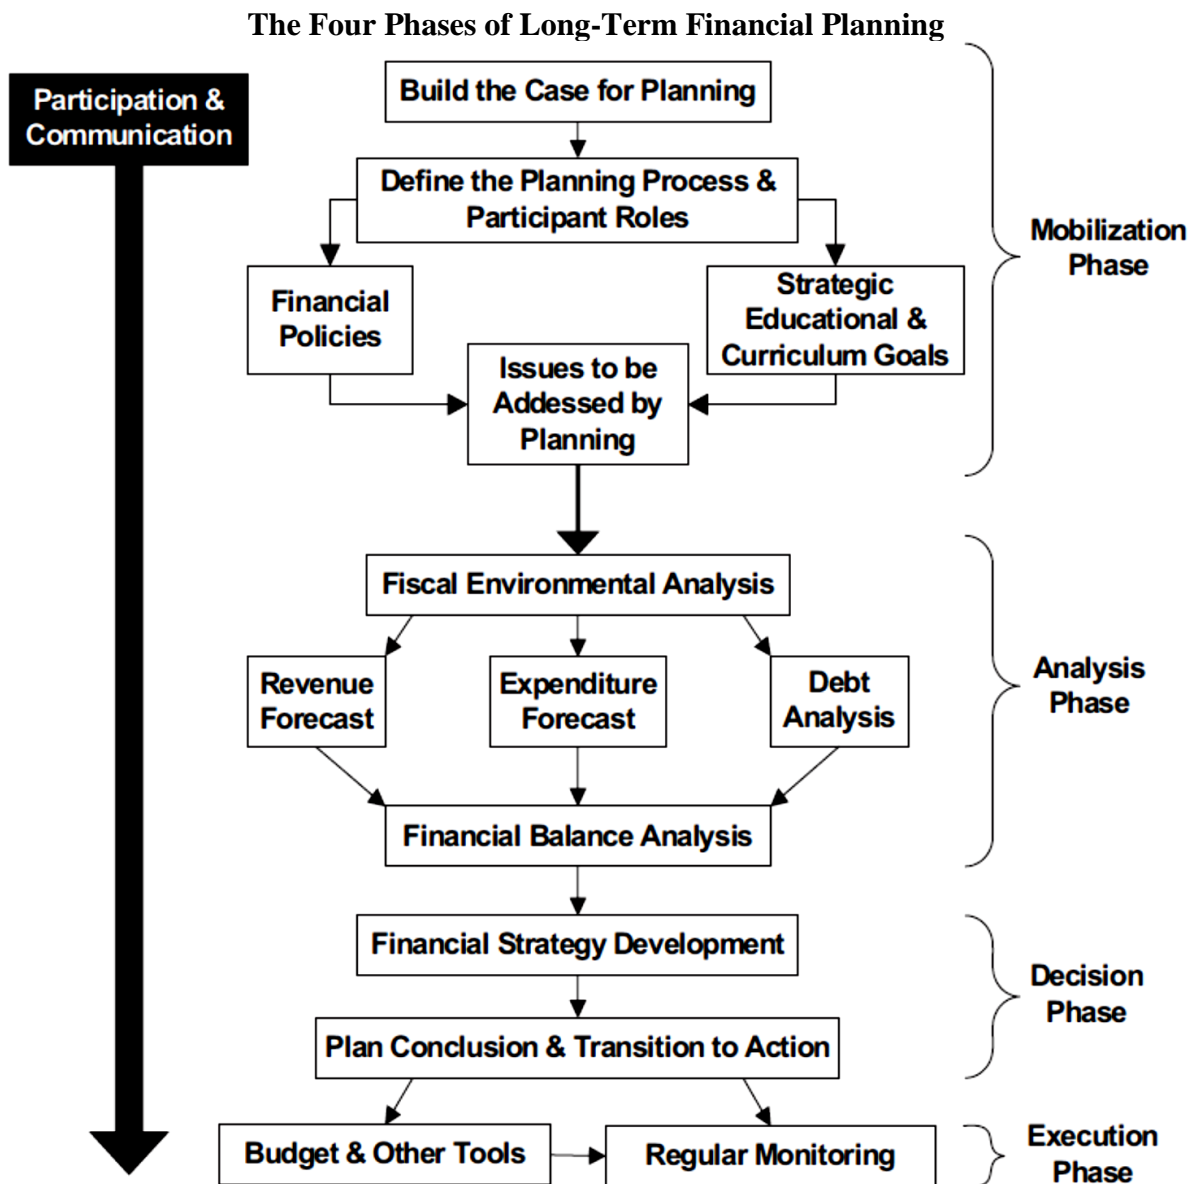 The Four Phases of Long-Term Financial Planning
Participation &
Communication
Build the Case for Planning
Define the Planning Process &
Participant Roles
Mobilization
Phase
Financial
Policies
Strategic
Educational &
Curriculum Goals
Issues to be
Addessed by
Planning
Fiscal Environmental Analysis
Revenue
Forecast
Expenditure
Forecast
Debt
Analysis
Analysis
Phase
Financial Balance Analysis
Financial Strategy Development
Decision
Phase
Plan Conclusion & Transition to Action
Budget & Other Tools
Regular Monitoring
Execution
Phase